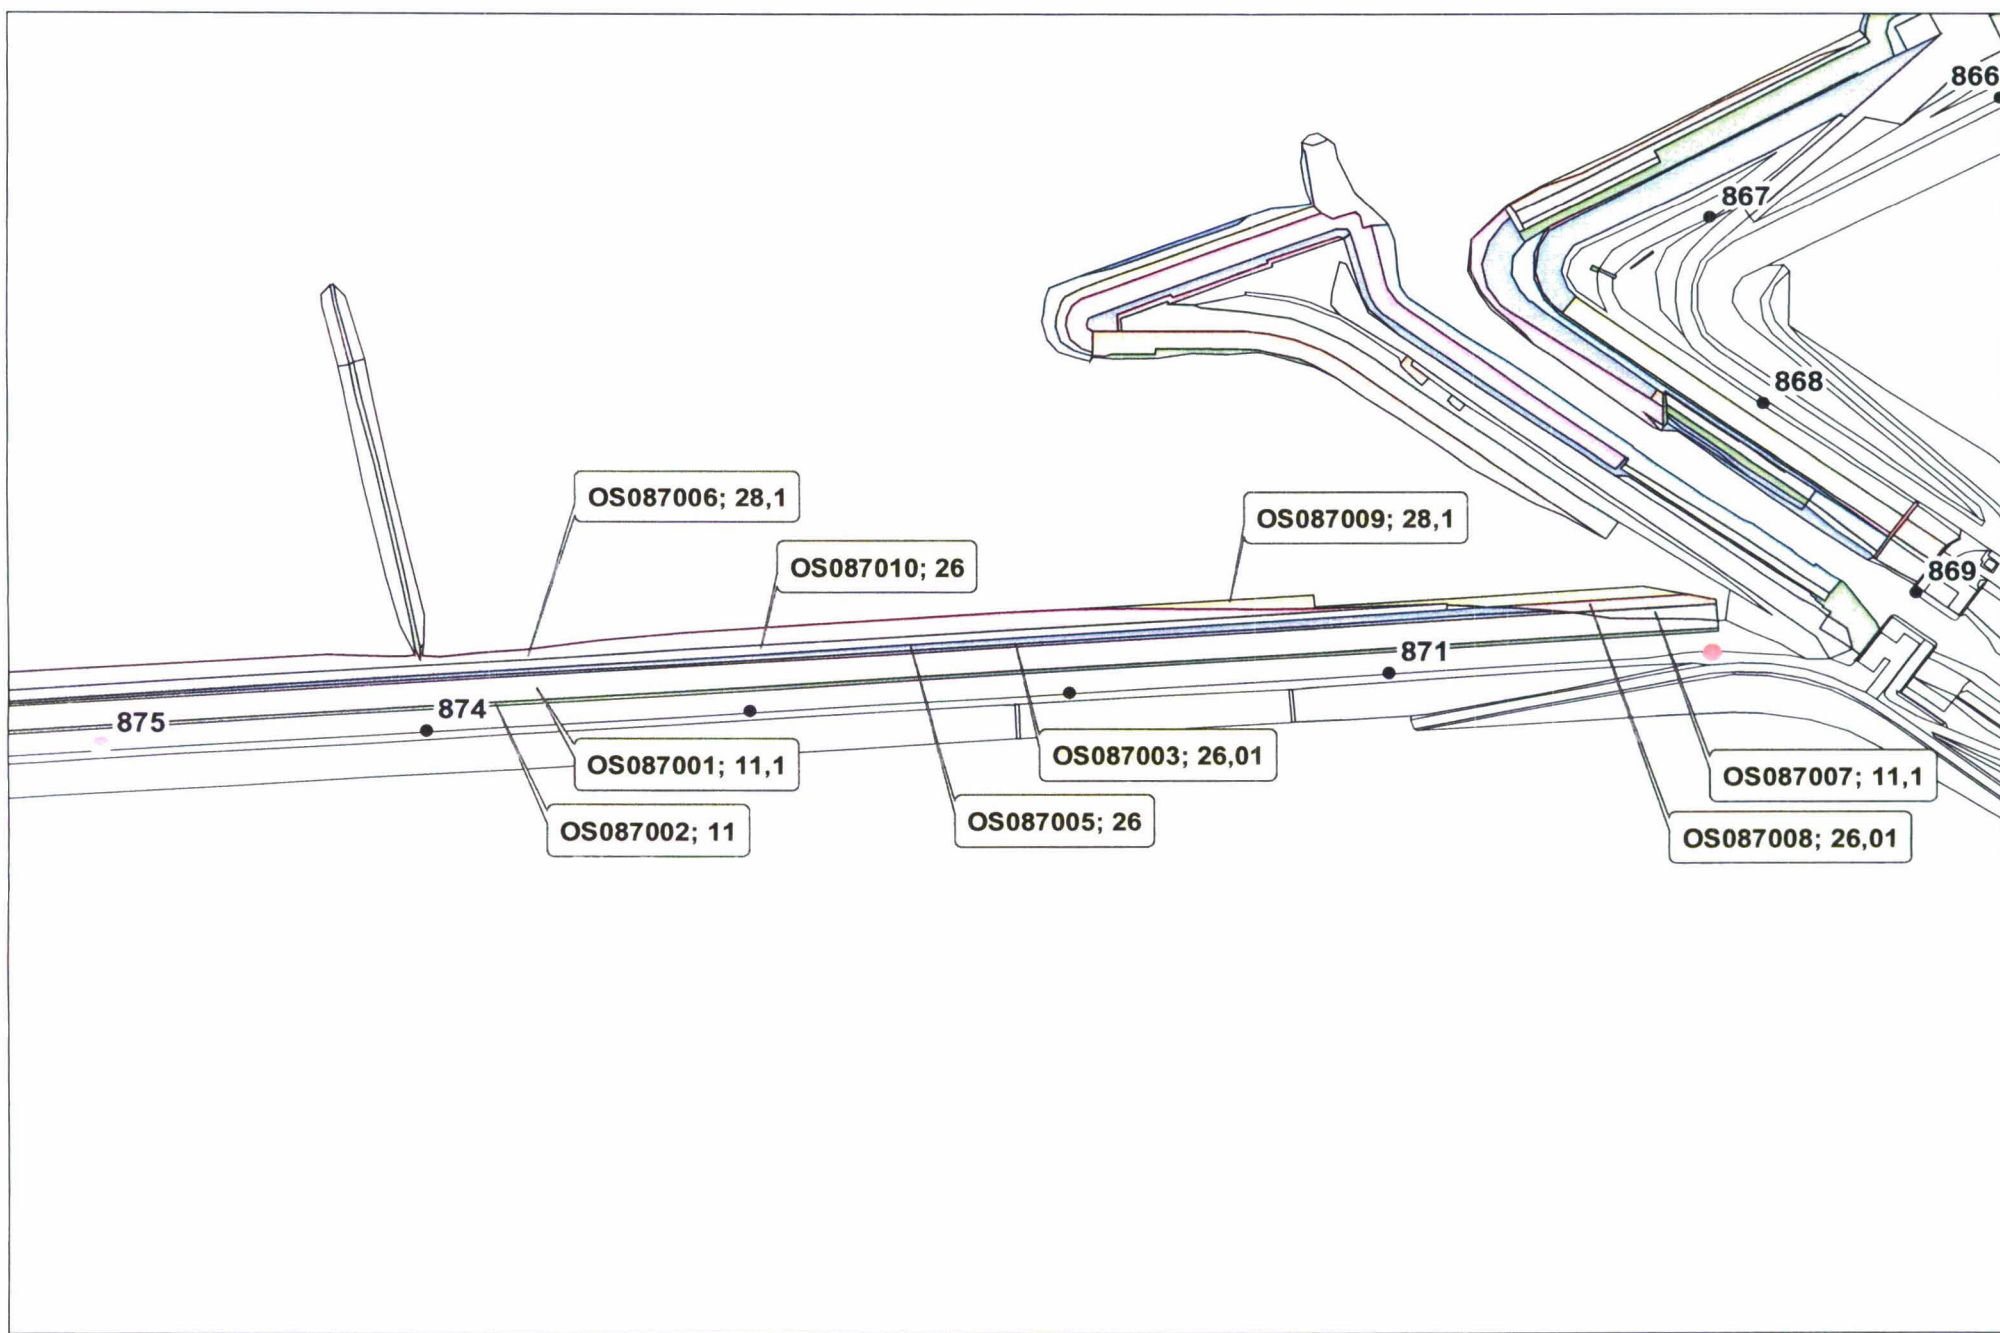 866
867
868
OS087006; 28,1
OS087009; 28,1
OS087010; 26
869
871
874
875
OS087001; 11,1
OS087003; 26,01
OS087007; 11,1
OS087002; 11
OS087005; 26
OS087008; 26,01